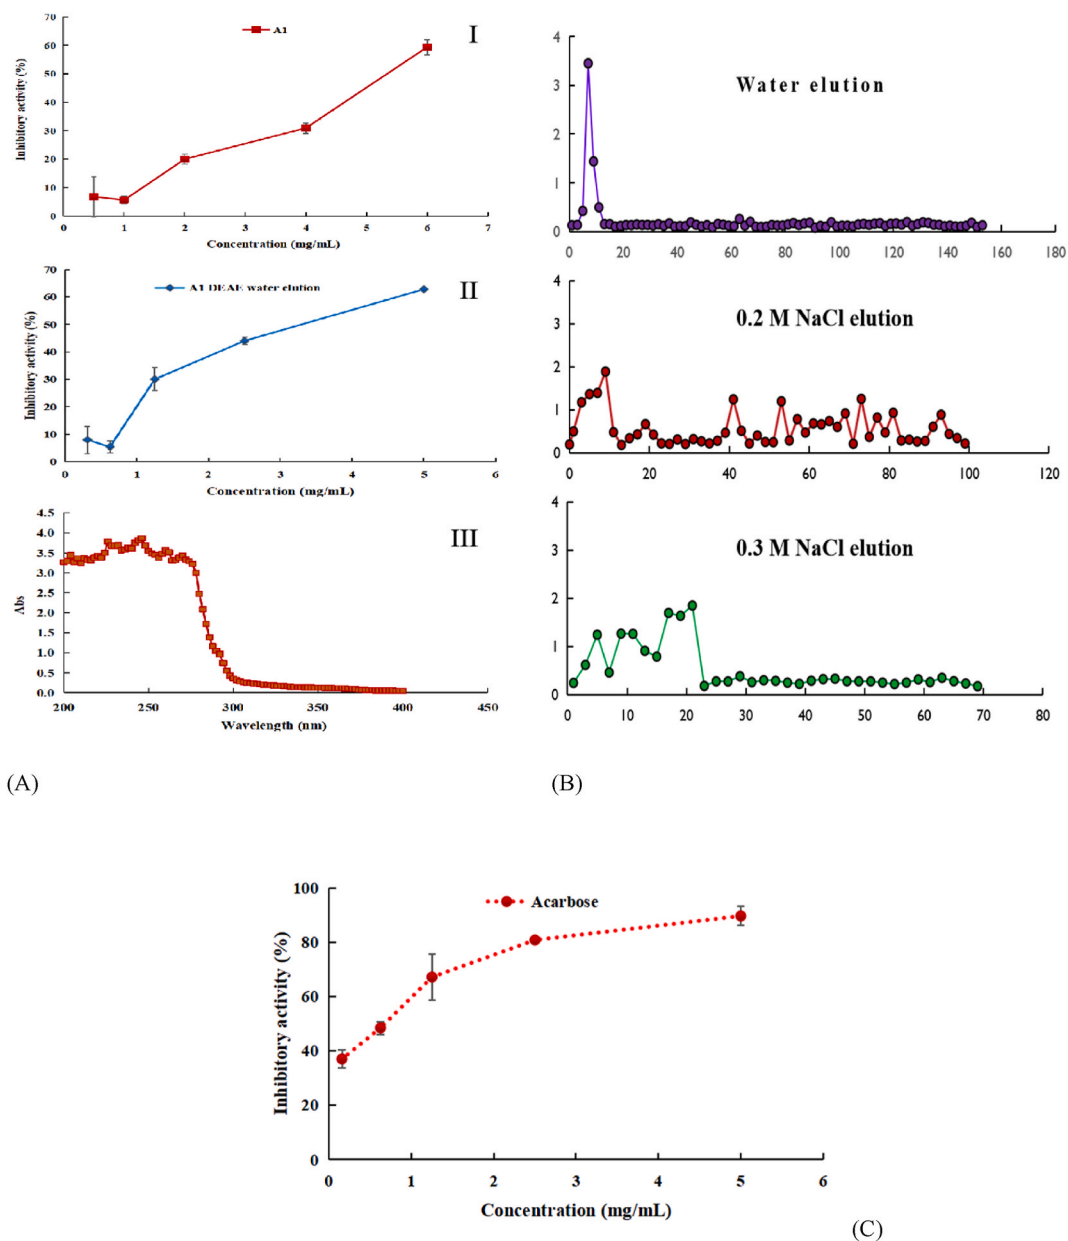 70
60
50
40
30
20
10
0
Inhibitory activity (%)
A1
I
0 1 2 3 4 5 6 7
Concentration (mg/mL)
70
60
50
40
30
20
10
0
Inhibitory activity (%)
A1 DEAE water elution
II
0 1 2 3 4 5 6
Concentration (mg/mL)
4.5
4.0
3.5
3.0
2.5
2.0
1.5
1.0
0.5
0.0
Abs
III
200 250 300 350 400 450
Wavelength (nm)
(A)
4
3
2
1
0
Water elution
0 20 40 60 80 100 120 140 160 180
4
3
2
1
0
0.2 M NaCl elution
0 20 40 60 80 100 120
4
3
2
1
0
0.3 M NaCl elution
0 10 20 30 40 50 60 70 80
(B)
100
80
60
40
20
0
Inhibitory activity (%)
Acarbose
0 1 2 3 4 5 6
Concentration (mg/mL)
(C)